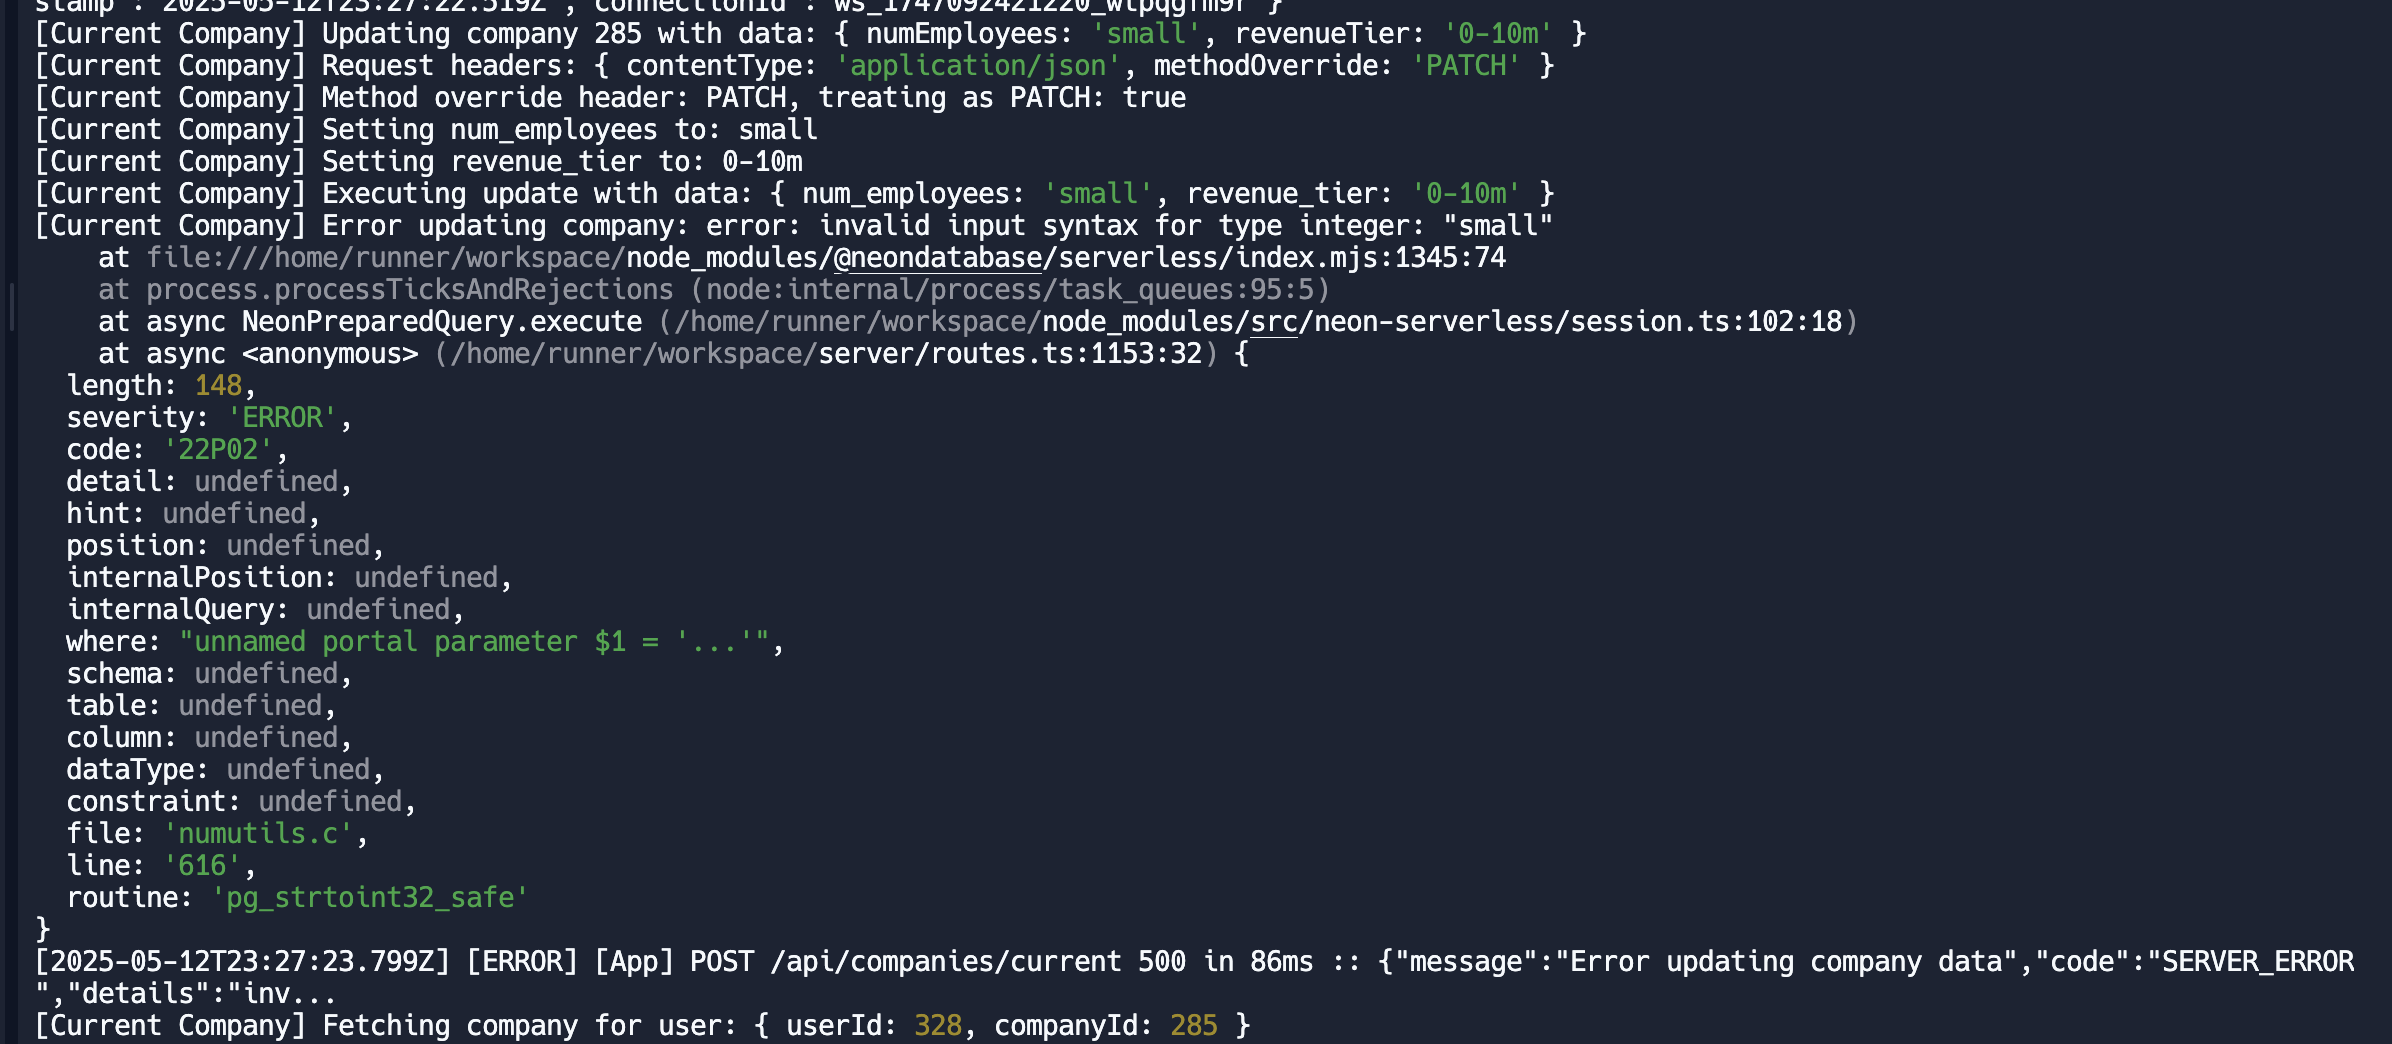 stamp : 2025-05-12T23:27:22.519Z , connectionId : ws_1747092421220_wtpqgfm9r }
[Current Company] Updating company 285 with data: { numEmployees: 'small', revenueTier: '0-10m' }
[Current Company] Request headers: { contentType: 'application/json', methodOverride: 'PATCH' }
[Current Company] Method override header: PATCH, treating as PATCH: true
[Current Company] Setting num_employees to: small
[Current Company] Setting revenue_tier to: 0-10m
[Current Company] Executing update with data: { num_employees: 'small', revenue_tier: '0-10m' }
[Current Company] Error updating company: error: invalid input syntax for type integer: "small"
    at file:///home/runner/workspace/node_modules/@neondatabase/serverless/index.mjs:1345:74
    at process.processTicksAndRejections (node:internal/process/task_queues:95:5)
    at async NeonPreparedQuery.execute (/home/runner/workspace/node_modules/src/neon-serverless/session.ts:102:18)
    at async <anonymous> (/home/runner/workspace/server/routes.ts:1153:32) {
  length: 148,
  severity: 'ERROR',
  code: '22P02',
  detail: undefined,
  hint: undefined,
  position: undefined,
  internalPosition: undefined,
  internalQuery: undefined,
  where: "unnamed portal parameter $1 = '...'",
  schema: undefined,
  table: undefined,
  column: undefined,
  dataType: undefined,
  constraint: undefined,
  file: 'numutils.c',
  line: '616',
  routine: 'pg_strtoint32_safe'
}
[2025-05-12T23:27:23.799Z] [ERROR] [App] POST /api/companies/current 500 in 86ms :: {"message":"Error updating company data","code":"SERVER_ERROR
","details":"inv...
[Current Company] Fetching company for user: { userId: 328, companyId: 285 }